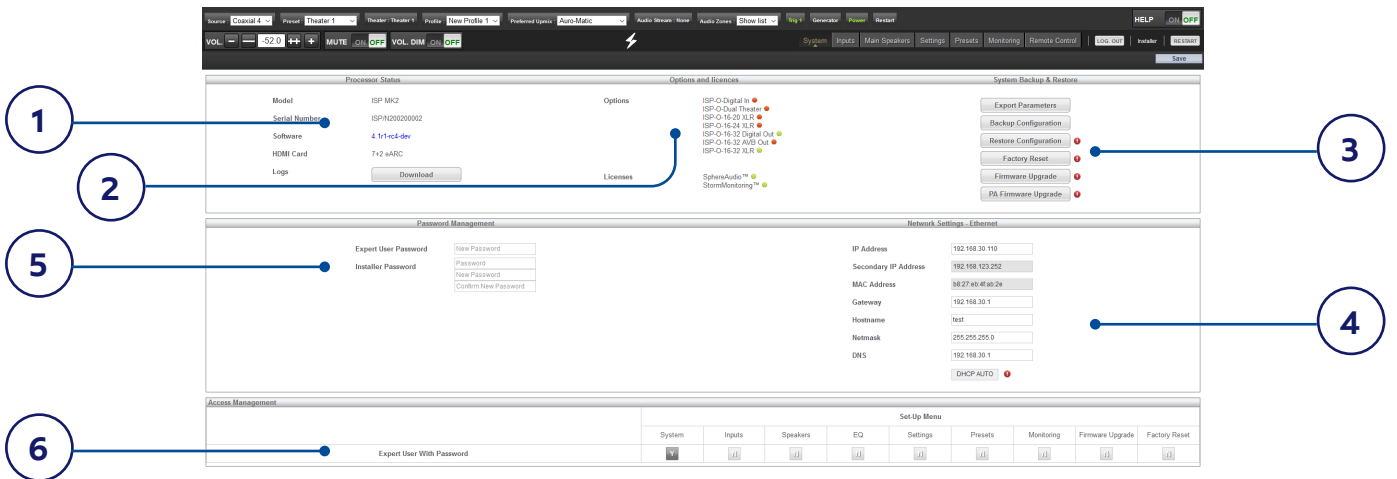 Source : Coaxial 4 Preset : Theater 1 Theater : Theater 1 Profile New Profile 1 Preferred Upmix : Auro-Matic Audio Stream : None Audio Zones : Show list Trig 1 Generator Power Restart HELP ON OFF
VOL. -52.0 ++ + MUTE ON OFF VOL. DIM ON OFF System Inputs Main Speakers Settings Presets Monitoring Remote Control LOG. OUT Installer RESTART
Save
Processor Status Options and licences System Backup & Restore
Model ISP MK2 Options ISP-O-Digital In
ISP-O-Dual Theater Export Parameters
Serial Number ISP/N200200002 ISP-O-16-20 XLR
ISP-O-16-24 XLR Backup Configuration
Software 4.1r1-rc4-dev ISP-O-16-32 Digital Out
ISP-O-16-32 AVB Out Restore Configuration
HDMI Card 7+2 eARC ISP-O-16-32 XLR Factory Reset
Logs Download Licenses SphereAudio™ Firmware Upgrade
StormMonitoring™ PA Firmware Upgrade
1
2
3
Password Management Network Settings - Ethernet
Expert User Password New Password IP Address 192.168.30.110
Installer Password Password Secondary IP Address 192.168.123.252
New Password MAC Address b8:27:eb:4f:ab:2e
Confirm New Password Gateway 192.168.30.1
Hostname test
Netmask 255.255.255.0
DNS 192.168.30.1
DHCP AUTO
5
4
Access Management
Set-Up Menu
System Inputs Speakers EQ Settings Presets Monitoring Firmware Upgrade Factory Reset
Expert User With Password Y
6